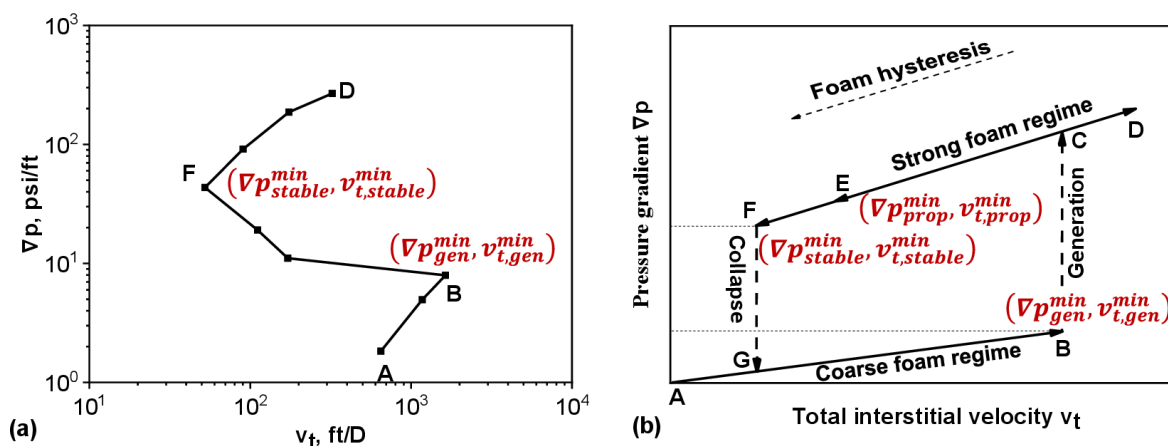 10³
10²
10¹
10⁰
∇p, psi/ft
D
F
(∇p_stable^min, v_t,stable^min)
(∇p_gen^min, v_t,gen^min)
B
A
10¹ 10² 10³ 10⁴
v_t, ft/D
(a)
Pressure gradient ∇p
Foam hysteresis
Strong foam regime
D
C
E
F
(∇p_prop^min, v_t,prop^min)
(∇p_stable^min, v_t,stable^min)
Collapse
Generation
(∇p_gen^min, v_t,gen^min)
G
B
Coarse foam regime
A
Total interstitial velocity v_t
(b)